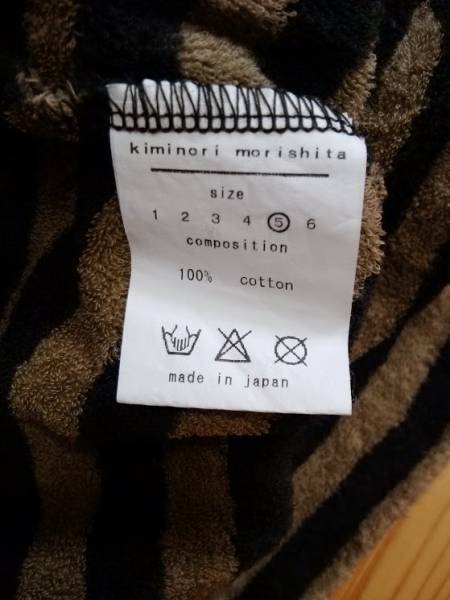 kiminori morishita
size
1 2 3 4 5 6
composition
100% cotton
made in japan